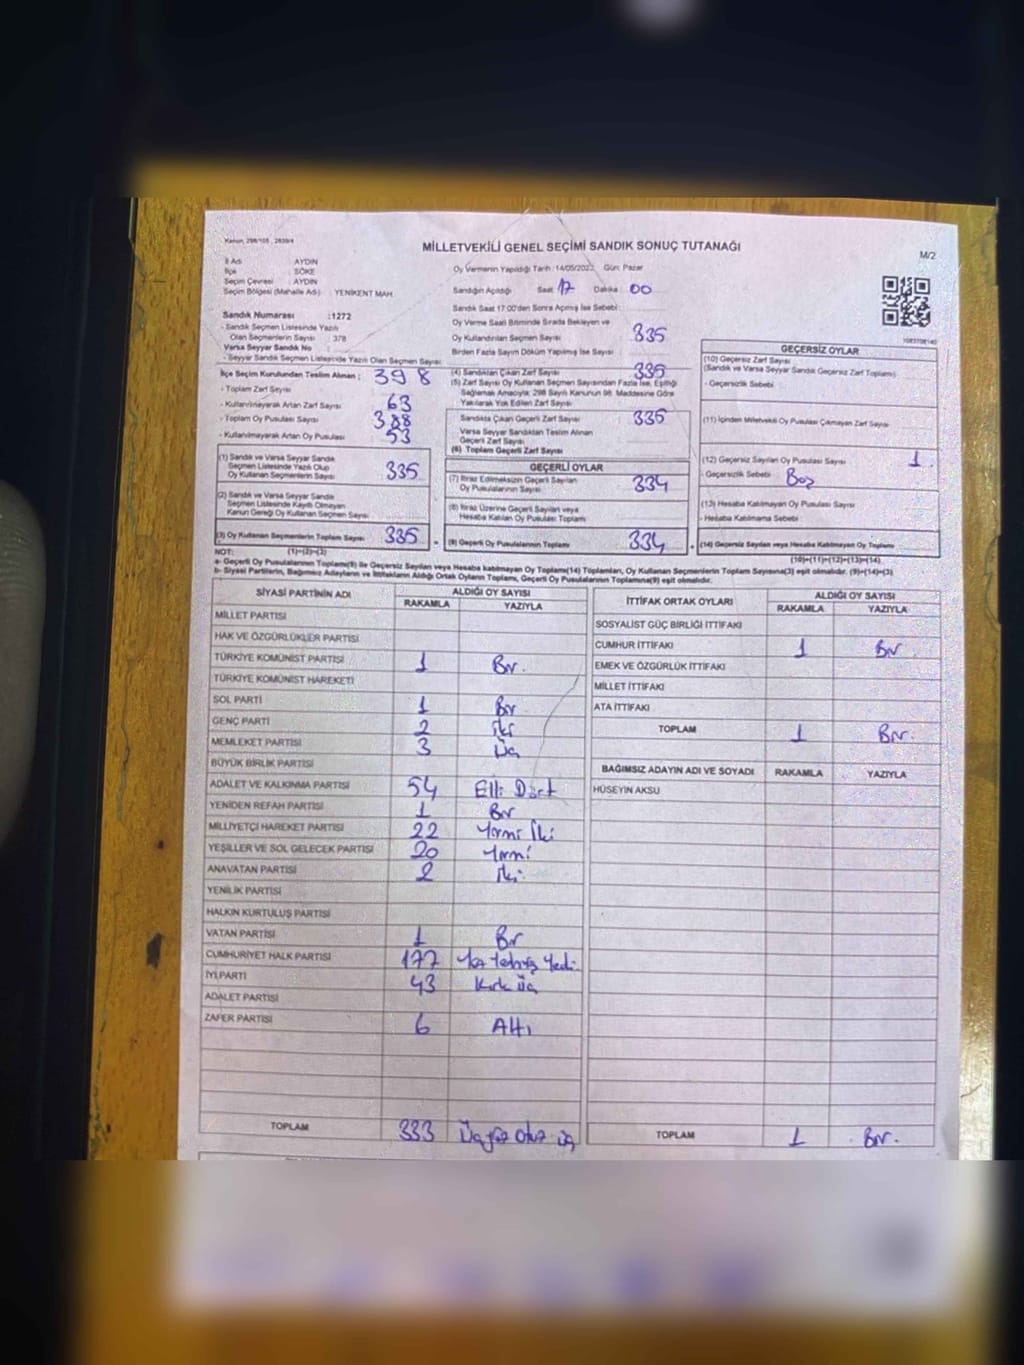 Kanun, 298/105 , 2839/4
MİLLETVEKİLİ GENEL SEÇİMİ SANDIK SONUÇ TUTANAĞI
M/2
İl Adı : AYDIN
İlçe : SÖKE
Seçim Çevresi : AYDIN
Seçim Bölgesi (Mahalle Adı) : YENİKENT MAH
Oy Vermenin Yapıldığı Tarih :14/05/2023 Gün: Pazar
Sandığın Açıldığı Saat 17 Dakika 00
Sandık Saat 17.00'den Sonra Açılmış İse Sebebi:
Sandık Numarası :1272
- Sandık Seçmen Listesinde Yazılı
Olan Seçmenlerin Sayısı : 378
Varsa Seyyar Sandık No :
- Seyyar Sandık Seçmen Listesinde Yazılı Olan Seçmen Sayısı
Oy Verme Saati Bitiminde Sırada Bekleyen ve
Oy Kullandırılan Seçmen Sayısı 335
Birden Fazla Sayım Döküm Yapılmış İse Sayısı
İlçe Seçim Kurulundan Teslim Alınan ; 398
- Toplam Zarf Sayısı
- Kullanılmayarak Artan Zarf Sayısı 63
- Toplam Oy Pusulası Sayısı 388
- Kullanılmayarak Artan Oy Pusulası 53
(4) Sandıktan Çıkan Zarf Sayısı 335
(5) Zarf Sayısı Oy Kullanan Seçmen Sayısından Fazla İse, Eşitliği
Sağlamak Amacıyla; 298 Sayılı Kanunun 98. Maddesine Göre
Yakılarak Yok Edilen Zarf Sayısı
Sandıkta Çıkan Geçerli Zarf Sayısı 335
Varsa Seyyar Sandıktan Teslim Alınan
Geçerli Zarf Sayısı
(6) Toplam Geçerli Zarf Sayısı
GEÇERSİZ OYLAR
(10) Geçersiz Zarf Sayısı
(Sandık ve Varsa Seyyar Sandık Geçersiz Zarf Toplamı)
- Geçersizlik Sebebi
(11) İçinden Milletvekili Oy Pusulası Çıkmayan Zarf Sayısı
(12) Geçersiz Sayılan Oy Pusulası Sayısı 1
- Geçersizlik Sebebi Boş
(13) Hesaba Katılmayan Oy Pusulası Sayısı
- Hesaba Katılmama Sebebi
(14) Geçersiz Sayılan veya Hesaba Katılmayan Oy Toplamı
(10)+(11)+(12)+(13)=(14)
(1) Sandık ve Varsa Seyyar Sandık
Seçmen Listesinde Yazılı Olup
Oy Kullanan Seçmenlerin Sayısı 335
(2) Sandık ve Varsa Seyyar Sandık
Seçmen Listesinde Kayıtlı Olmayan
Kanun Gereği Oy Kullanan Seçmen Sayısı
(3) Oy Kullanan Seçmenlerin Toplam Sayısı 335
(1)+(2)=(3)
GEÇERLİ OYLAR
(7) İtiraz Edilmeksizin Geçerli Sayılan
Oy Pusulalarının Sayısı 334
(8) İtiraz Üzerine Geçerli Sayılan veya
Hesaba Katılan Oy Pusulası Toplamı
(9) Geçerli Oy Pusulalarının Toplamı 334
NOT:
a- Geçerli Oy Pusulalarının Toplamı(9) ile Geçersiz Sayılan veya Hesaba katılmayan Oy Toplamı(14) Toplamları, Oy Kullanan Seçmenlerin Toplam Sayısına(3) eşit olmalıdır. (9)+(14)=(3)
b- Siyasi Partilerin, Bağımsız Adayların ve İttifakların Aldığı Ortak Oyların Toplamı, Geçerli Oy Pusulalarının Toplamına(9) eşit olmalıdır.
SİYASİ PARTİNİN ADI ALDIĞI OY SAYISI
RAKAMLA YAZIYLA
MİLLET PARTİSİ
HAK VE ÖZGÜRLÜKLER PARTİSİ
TÜRKİYE KOMÜNİST PARTİSİ 1 Bir.
TÜRKİYE KOMÜNİST HAREKETİ
SOL PARTİ 1 Bir
GENÇ PARTİ 2 iki
MEMLEKET PARTİSİ 3 üç
BÜYÜK BİRLİK PARTİSİ
ADALET VE KALKINMA PARTİSİ 54 Elli Dört
YENİDEN REFAH PARTİSİ 1 Bir
MİLLİYETÇİ HAREKET PARTİSİ 22 Yirmi İki
YEŞİLLER VE SOL GELECEK PARTİSİ 20 Yirmi
ANAVATAN PARTİSİ 2 iki
YENİLİK PARTİSİ
HALKIN KURTULUŞ PARTİSİ
VATAN PARTİSİ 1 Bir
CUMHURİYET HALK PARTİSİ 177 Yüz Yetmiş Yedi
İYİ PARTİ 43 Kırk üç
ADALET PARTİSİ
ZAFER PARTİSİ 6 Altı
TOPLAM 333 Üçyüz otuz üç
İTTİFAK ORTAK OYLARI ALDIĞI OY SAYISI
RAKAMLA YAZIYLA
SOSYALİST GÜÇ BİRLİĞİ İTTİFAKI
CUMHUR İTTİFAKI 1 Bir
EMEK VE ÖZGÜRLÜK İTTİFAKI
MİLLET İTTİFAKI
ATA İTTİFAKI
TOPLAM 1 Bir.
BAĞIMSIZ ADAYIN ADI VE SOYADI RAKAMLA YAZIYLA
HÜSEYİN AKSU
TOPLAM 1 Bir.